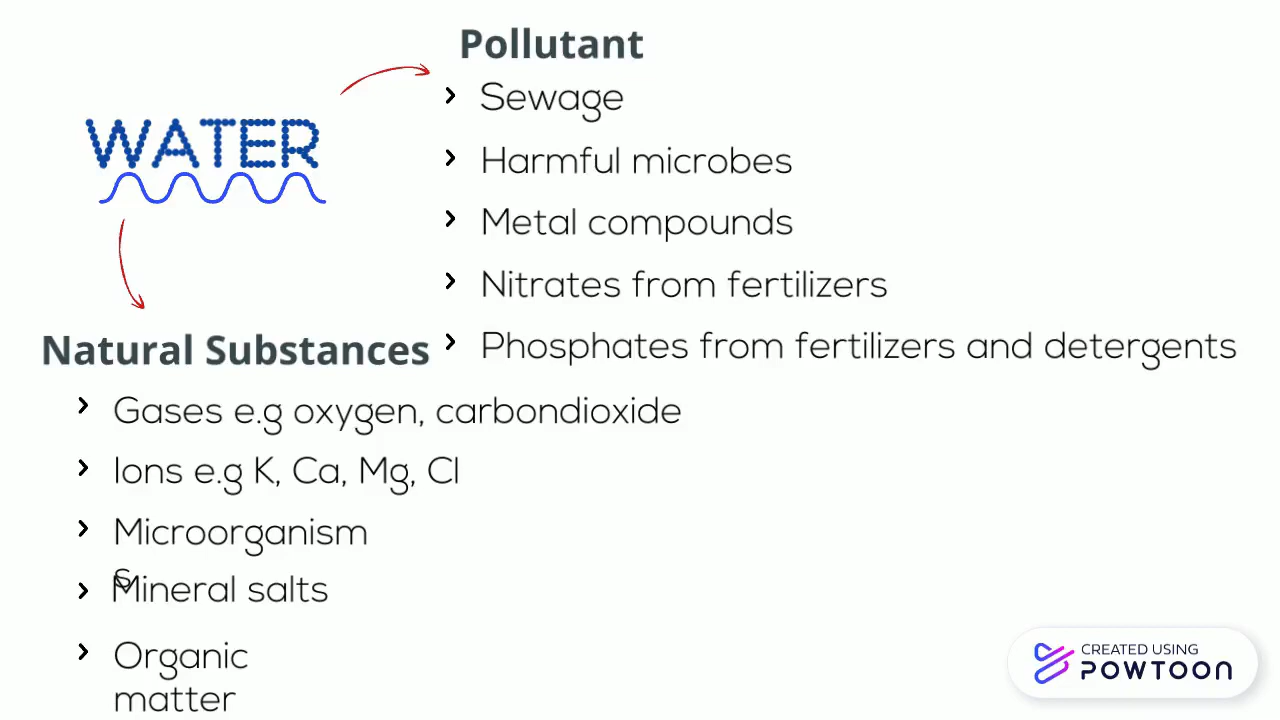 WATER
Pollutant
› Sewage
› Harmful microbes
› Metal compounds
› Nitrates from fertilizers
› Phosphates from fertilizers and detergents
Natural Substances
› Gases e.g oxygen, carbondioxide
› Ions e.g K, Ca, Mg, Cl
› Microorganism
s
› Mineral salts
› Organic
matter
CREATED USING
POWTOON